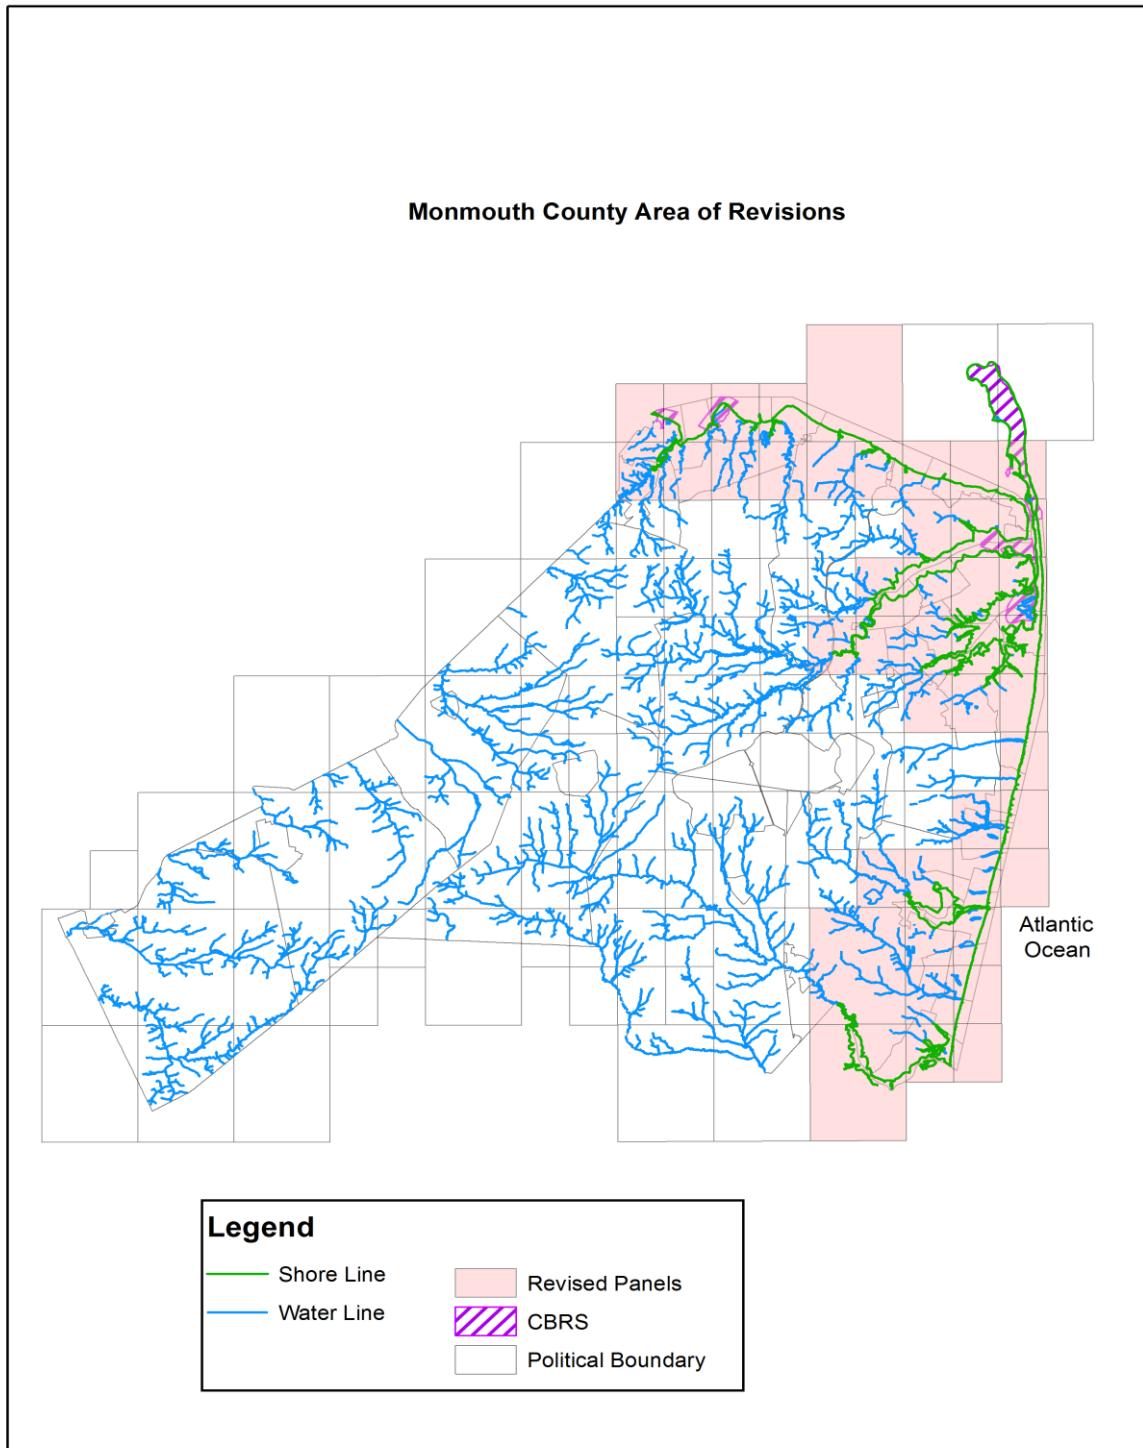 Monmouth County Area of Revisions
Atlantic
Ocean
Legend
Shore Line
Water Line
Revised Panels
CBRS
Political Boundary